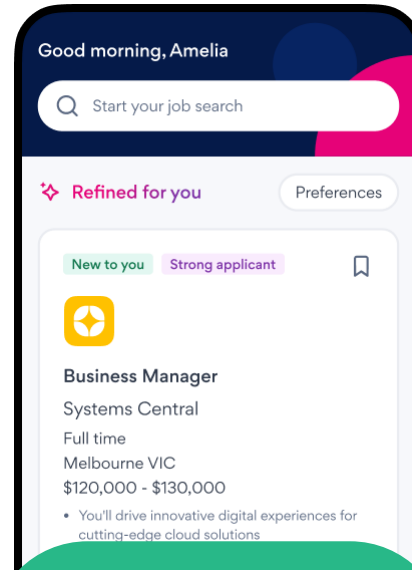 Good morning, Amelia
Start your job search
Refined for you
Preferences
New to you
Strong applicant
Business Manager
Systems Central
Full time
Melbourne VIC
$120,000 - $130,000
• You'll drive innovative digital experiences for
cutting-edge cloud solutions